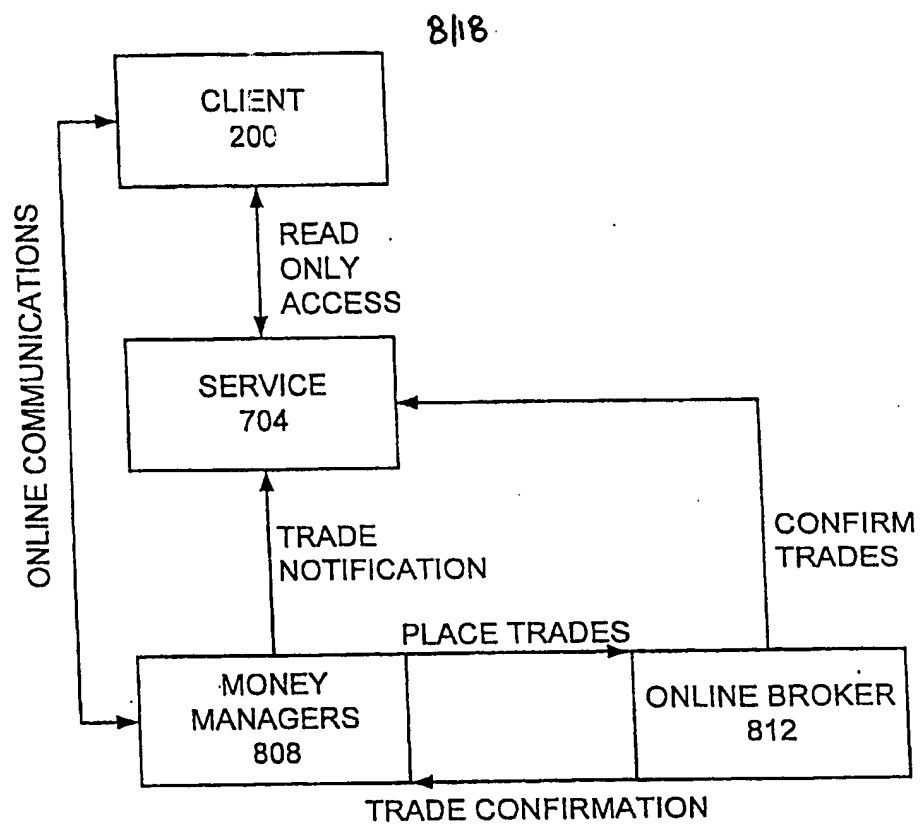 8/18
CLIENT
200
ONLINE COMMUNICATIONS
READ
ONLY
ACCESS
SERVICE
704
TRADE
NOTIFICATION
CONFIRM
TRADES
PLACE TRADES
MONEY
MANAGERS
808
ONLINE BROKER
812
TRADE CONFIRMATION